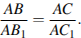 AB/AB₁ = AC/AC₁.